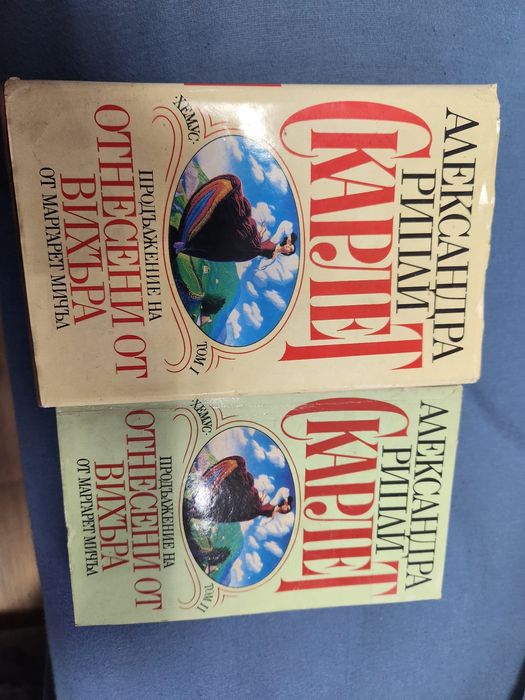 АЛЕКСАНДРА
РИПЛИ
СКАРЛЕТ
·ХЕМУС·
ТОМ I
ПРОДЪЛЖЕНИЕ НА
ОТНЕСЕНИ ОТ
ВИХЪРА
ОТ МАРГАРЕТ МИЧЪЛ
АЛЕКСАНДРА
РИПЛИ
СКАРЛЕТ
·ХЕМУС·
ТОМ II
ПРОДЪЛЖЕНИЕ НА
ОТНЕСЕНИ ОТ
ВИХЪРА
ОТ МАРГАРЕТ МИЧЪЛ